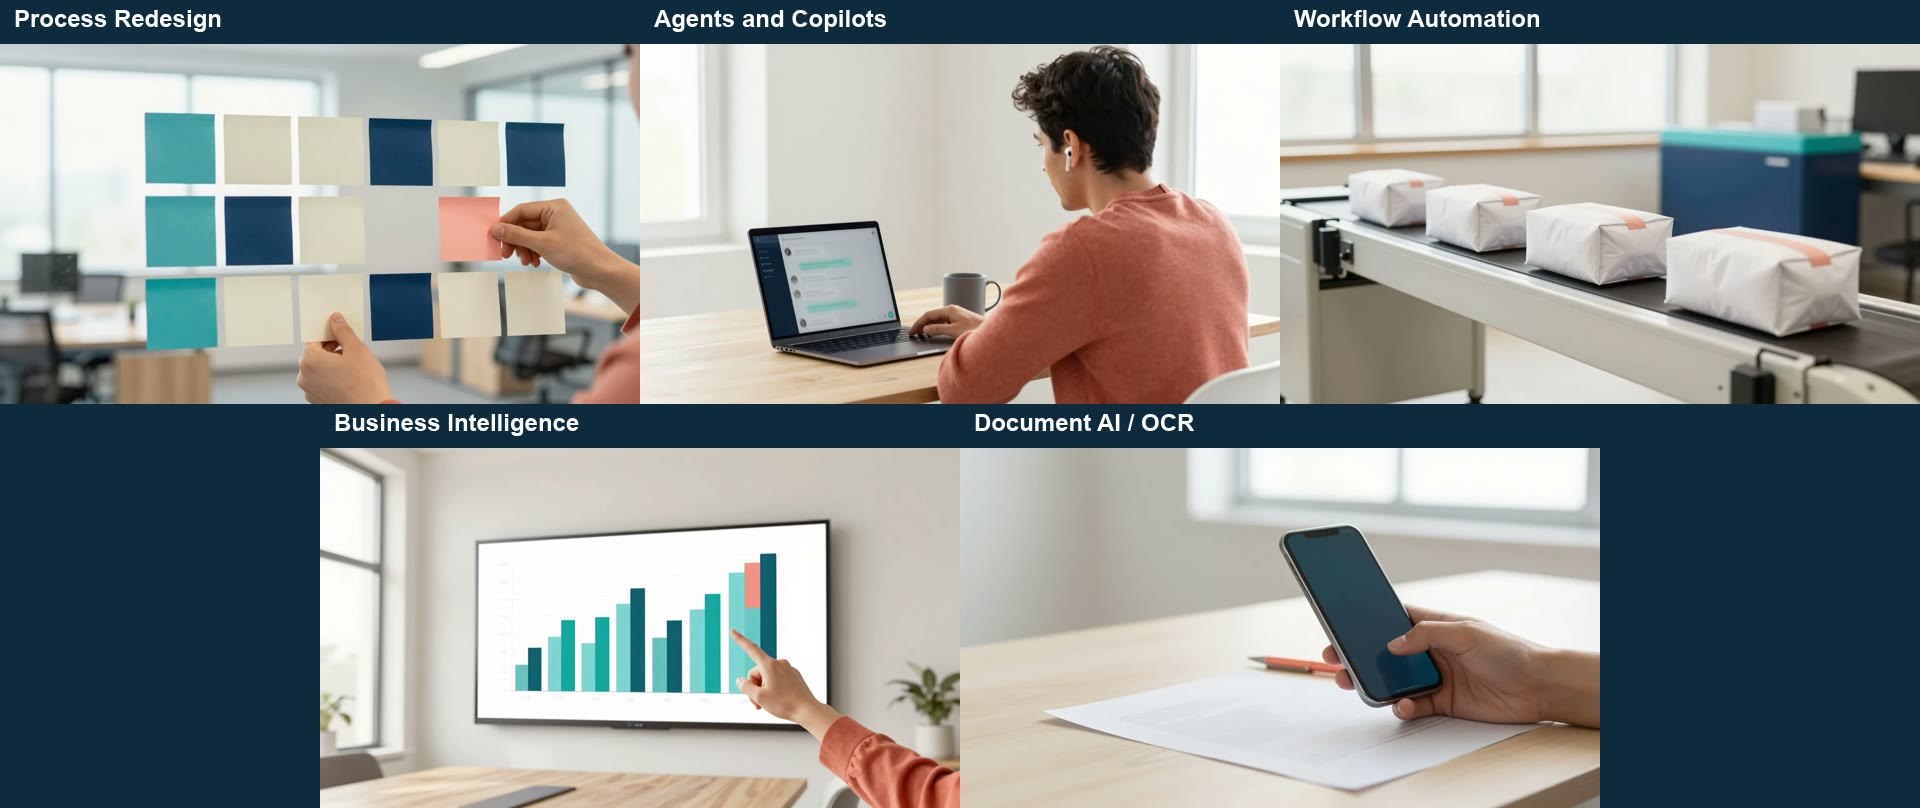 Process Redesign
Agents and Copilots
Workflow Automation
Business Intelligence
Document AI / OCR